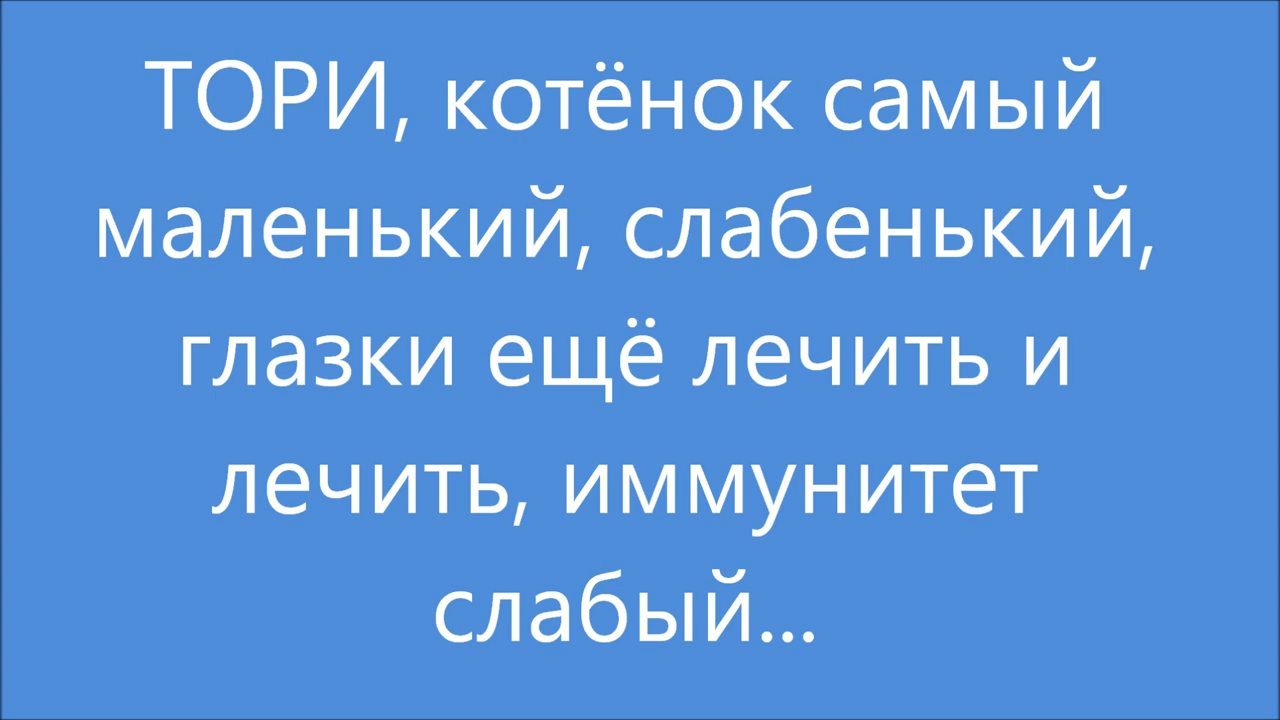 ТОРИ, котёнок самый
маленький, слабенький,
глазки ещё лечить и
лечить, иммунитет
слабый...